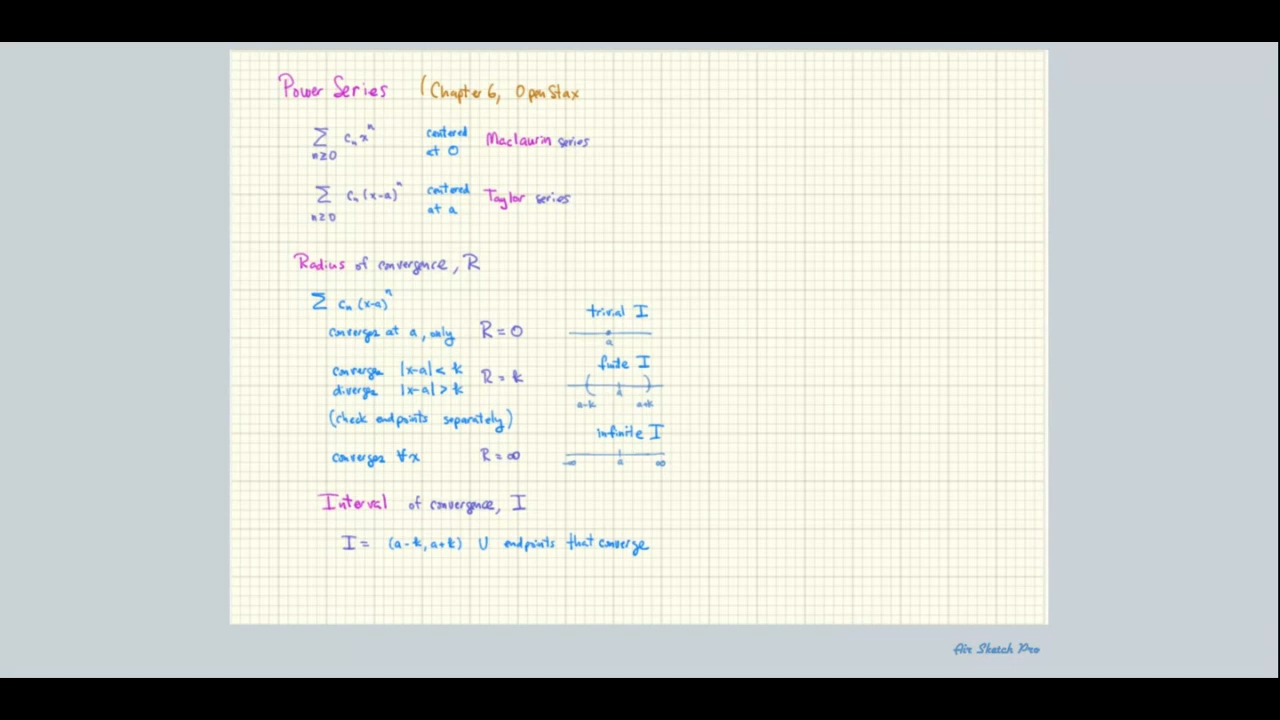 Power Series (Chapter 6, OpenStax
∑ n≥0 cₙxⁿ centered at 0 Maclaurin series
∑ n≥0 cₙ(x-a)ⁿ centered at a Taylor series
Radius of convergence, R
∑ cₙ(x-a)ⁿ
converges at a, only R = 0 trivial I
a
converges |x-a| < k R = k finite I
diverges |x-a| > k
a-k a a+k
(check endpoints separately)
converges ∀x R = ∞ infinite I
-∞ a ∞
Interval of convergence, I
I = (a-k, a+k) ∪ endpoints that converge
Air Sketch Pro